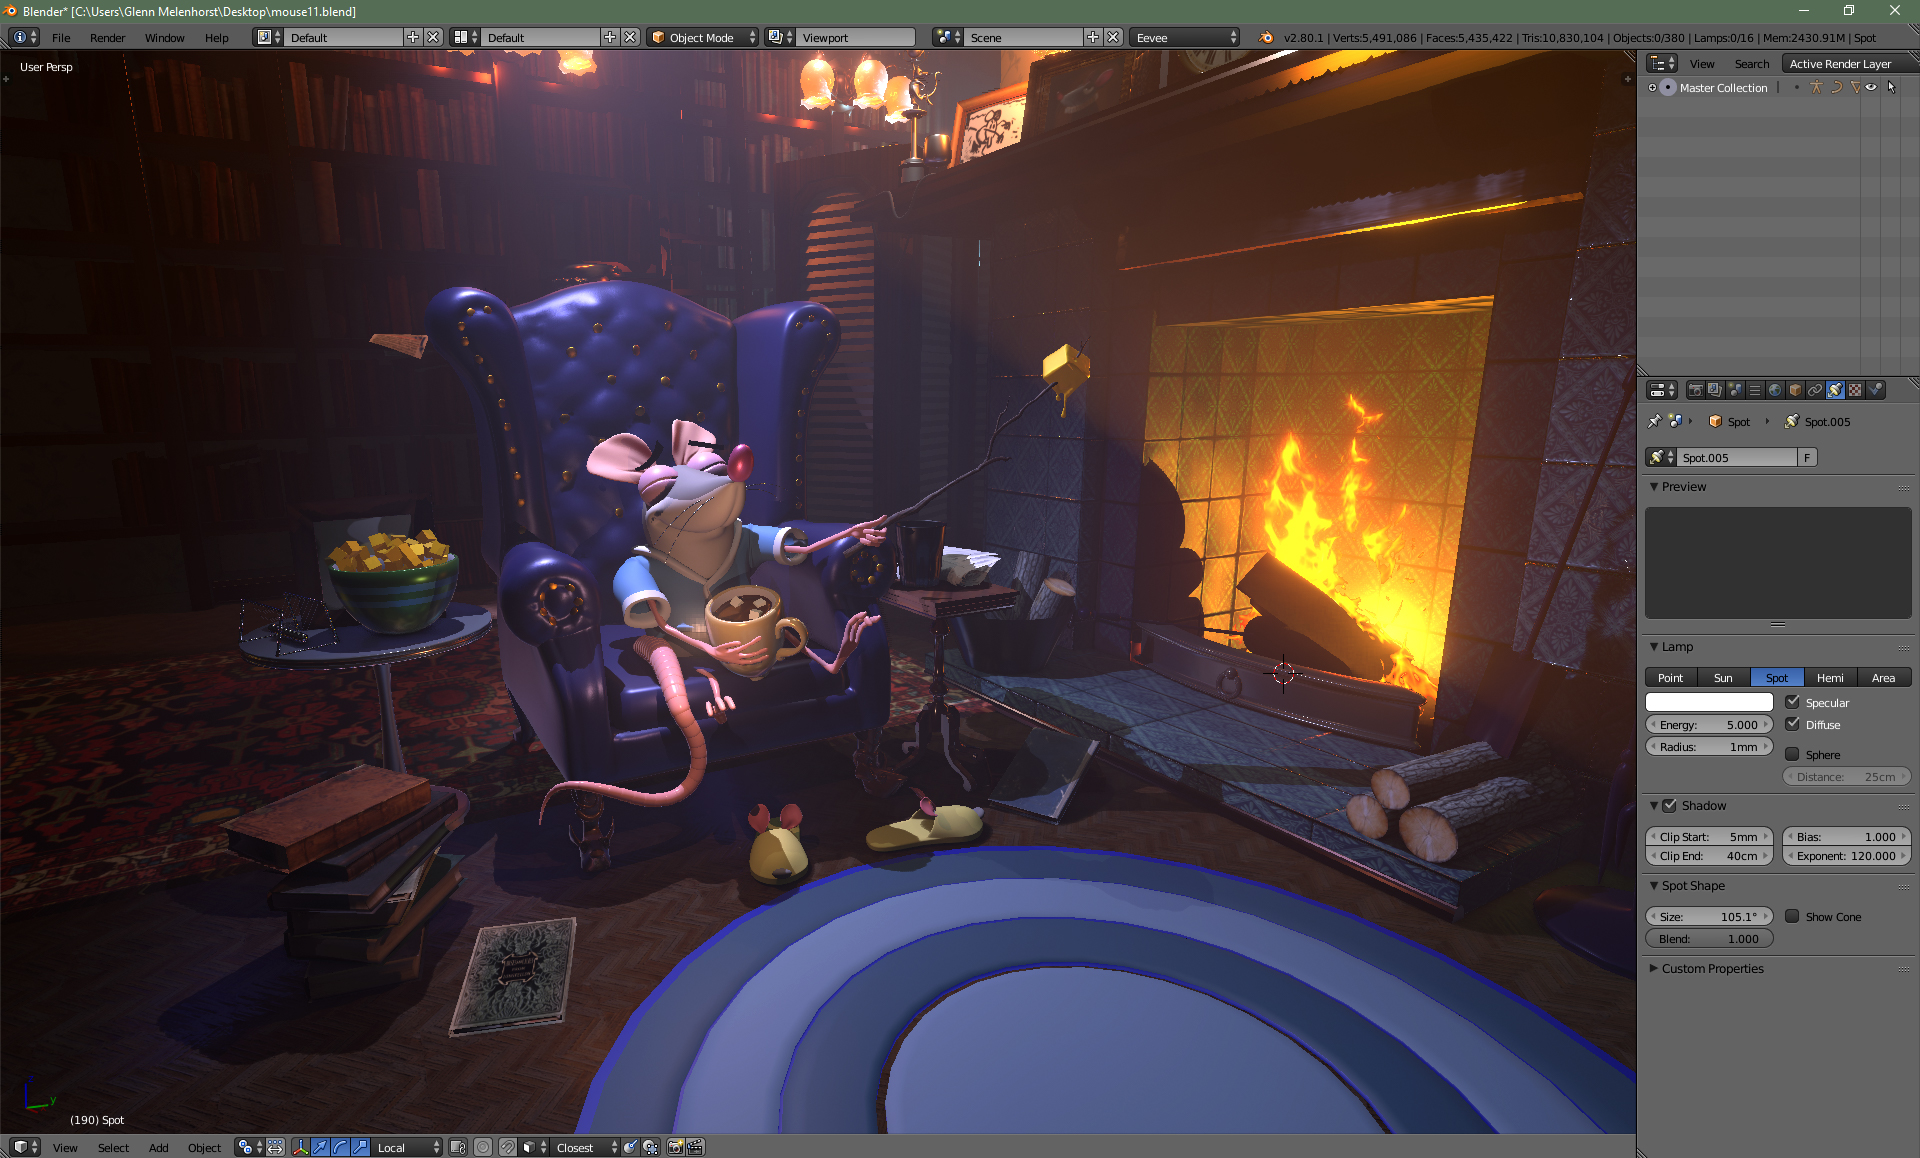 Blender* [C:\Users\Glenn Melenhorst\Desktop\mouse11.blend]
File Render Window Help Default Default Object Mode Viewport Scene Eevee v2.80.1 | Verts:5,491,086 | Faces:5,435,422 | Tris:10,830,104 | Objects:0/380 | Lamps:0/16 | Mem:2430.91M | Spot
User Persp
View Search Active Render Layer
Master Collection
Spot Spot.005
Spot.005 F
Preview
Lamp
Point Sun Spot Hemi Area
Specular
Energy: 5.000 Diffuse
Radius: 1mm
Sphere
Distance: 25cm
Shadow
Clip Start: 5mm Bias: 1.000
Clip End: 40cm Exponent: 120.000
Spot Shape
Size: 105.1° Show Cone
Blend: 1.000
Custom Properties
y
(190) Spot
View Select Add Object Local Closest